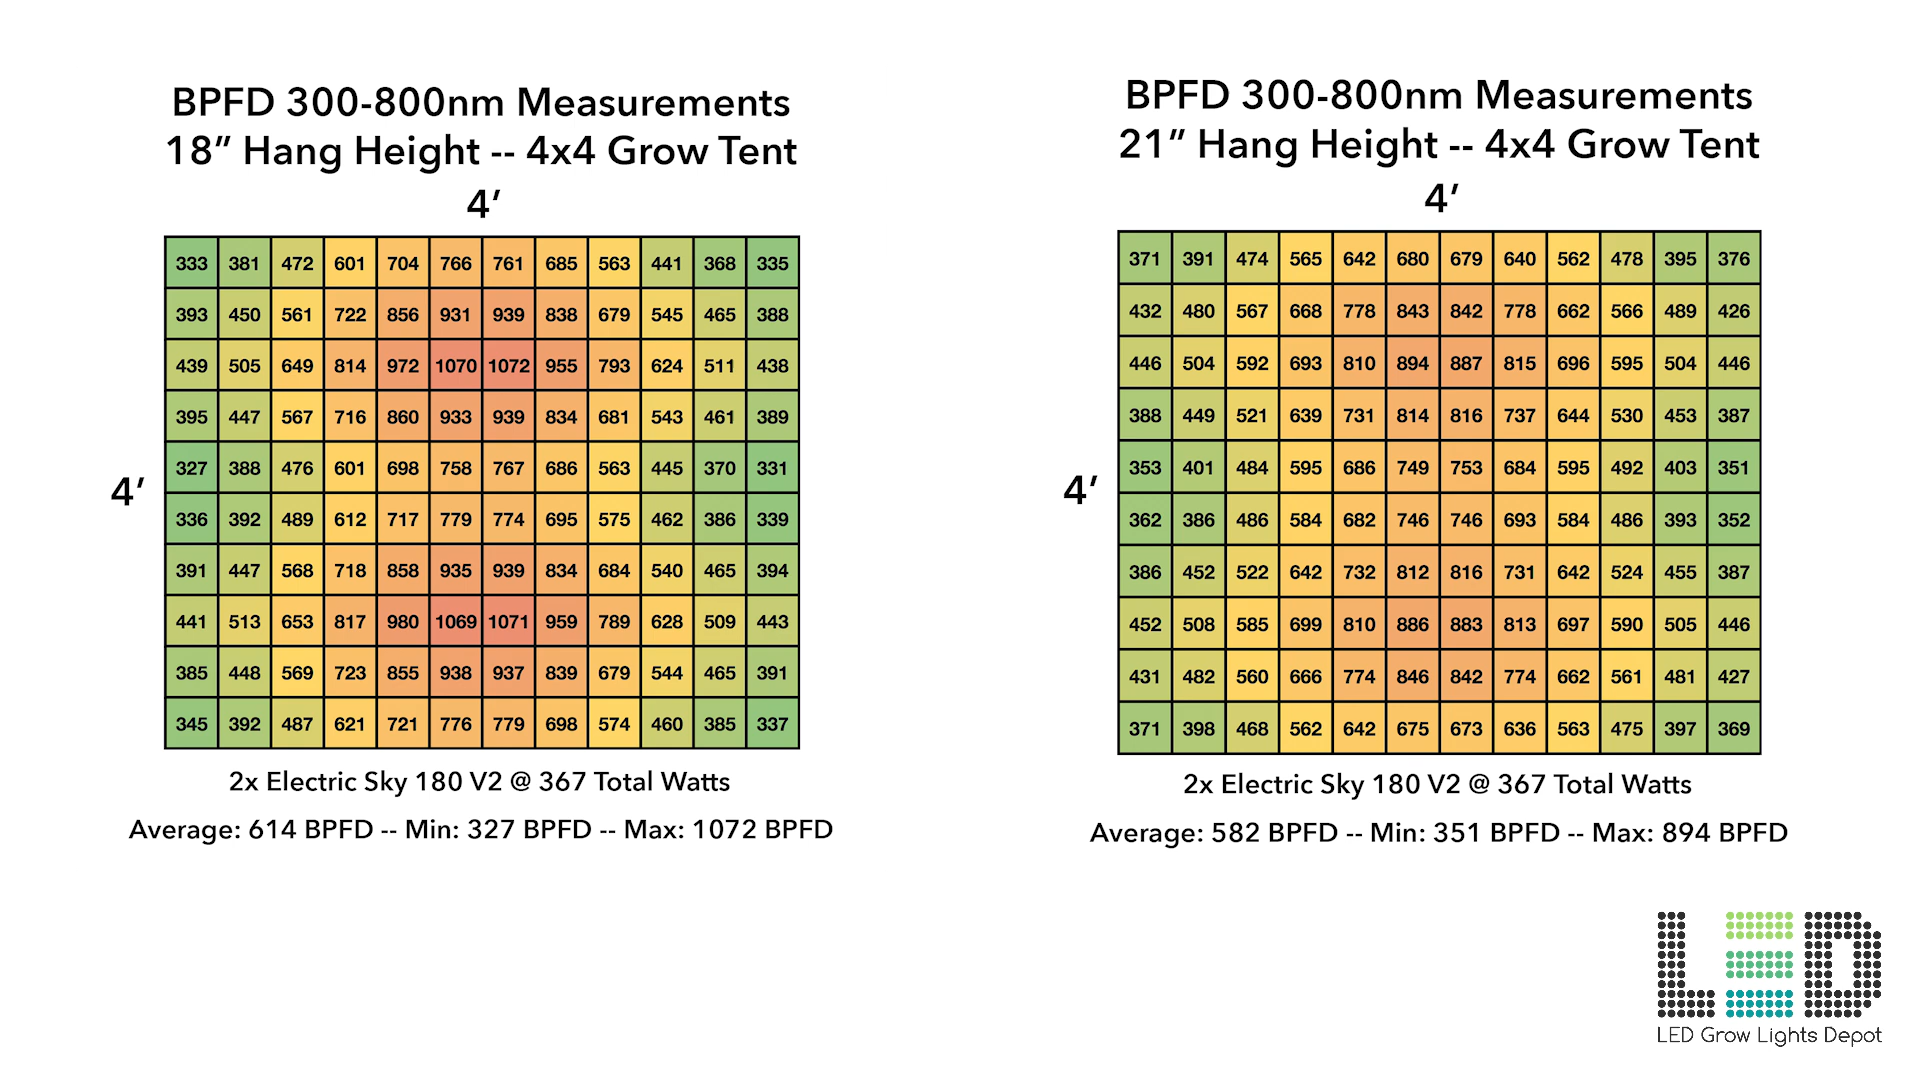 BPFD 300-800nm Measurements
18” Hang Height -- 4x4 Grow Tent
4’
333 381 472 601 704 766 761 685 563 441 368 335
393 450 561 722 856 931 939 838 679 545 465 388
439 505 649 814 972 1070 1072 955 793 624 511 438
395 447 567 716 860 933 939 834 681 543 461 389
327 388 476 601 698 758 767 686 563 445 370 331
4’
336 392 489 612 717 779 774 695 575 462 386 339
391 447 568 718 858 935 939 834 684 540 465 394
441 513 653 817 980 1069 1071 959 789 628 509 443
385 448 569 723 855 938 937 839 679 544 465 391
345 392 487 621 721 776 779 698 574 460 385 337
2x Electric Sky 180 V2 @ 367 Total Watts
Average: 614 BPFD -- Min: 327 BPFD -- Max: 1072 BPFD
BPFD 300-800nm Measurements
21” Hang Height -- 4x4 Grow Tent
4’
371 391 474 565 642 680 679 640 562 478 395 376
432 480 567 668 778 843 842 778 662 566 489 426
446 504 592 693 810 894 887 815 696 595 504 446
388 449 521 639 731 814 816 737 644 530 453 387
353 401 484 595 686 749 753 684 595 492 403 351
4’
362 386 486 584 682 746 746 693 584 486 393 352
386 452 522 642 732 812 816 731 642 524 455 387
452 508 585 699 810 886 883 813 697 590 505 446
431 482 560 666 774 846 842 774 662 561 481 427
371 398 468 562 642 675 673 636 563 475 397 369
2x Electric Sky 180 V2 @ 367 Total Watts
Average: 582 BPFD -- Min: 351 BPFD -- Max: 894 BPFD
LED
LED Grow Lights Depot